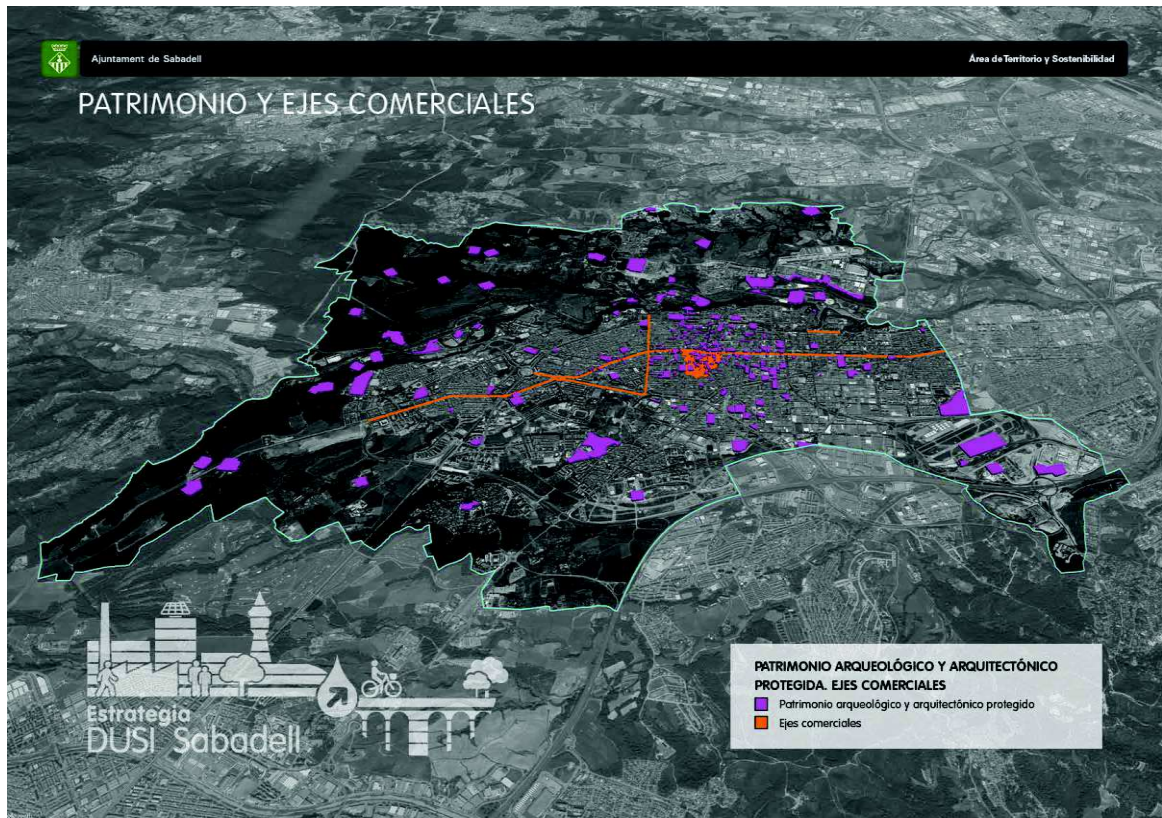 Ajuntament de Sabadell
Área de Territorio y Sostenibilidad
PATRIMONIO Y EJES COMERCIALES
PATRIMONIO ARQUEOLÓGICO Y ARQUITECTÓNICO
PROTEGIDA. EJES COMERCIALES
Patrimonio arqueológico y arquitectónico protegido
Ejes comerciales
Estrategia
DUSI Sabadell